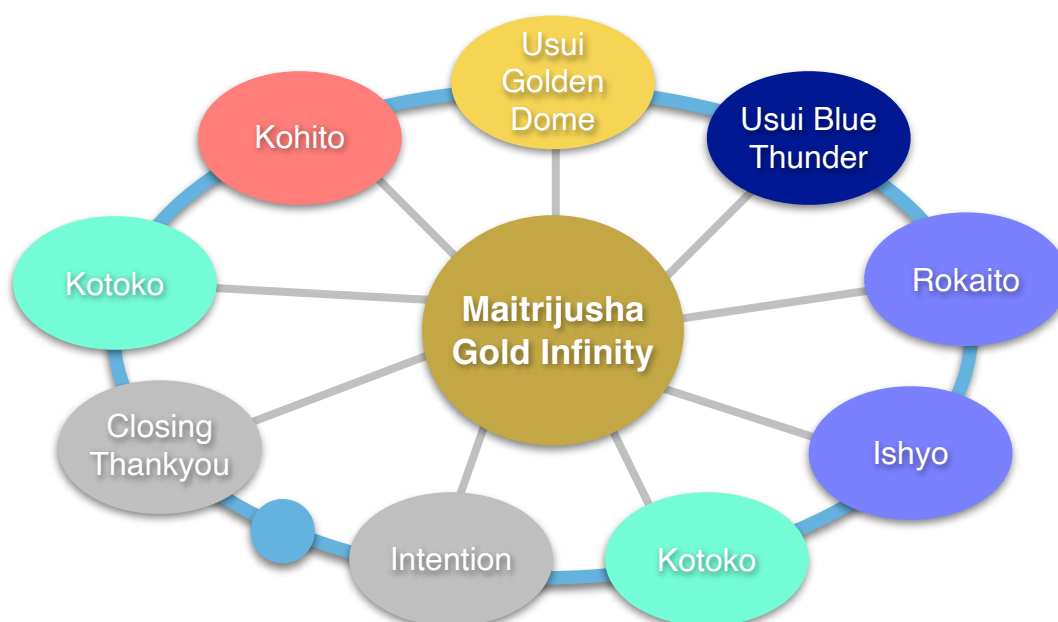 Usui
Golden
Dome
Kohito
Usui Blue
Thunder
Kotoko
Rokaito
Maitrijusha
Gold Infinity
Closing
Thankyou
Ishyo
Intention
Kotoko